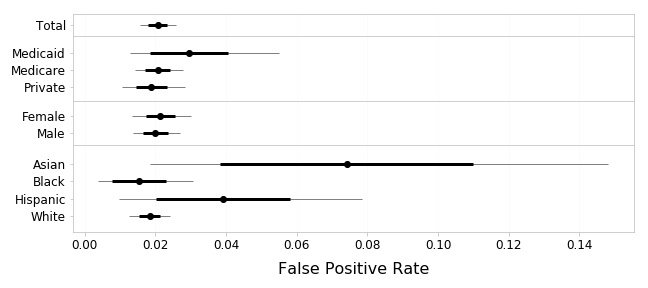 Total
Medicaid
Medicare
Private
Female
Male
Asian
Black
Hispanic
White
0.00 0.02 0.04 0.06 0.08 0.10 0.12 0.14
False Positive Rate